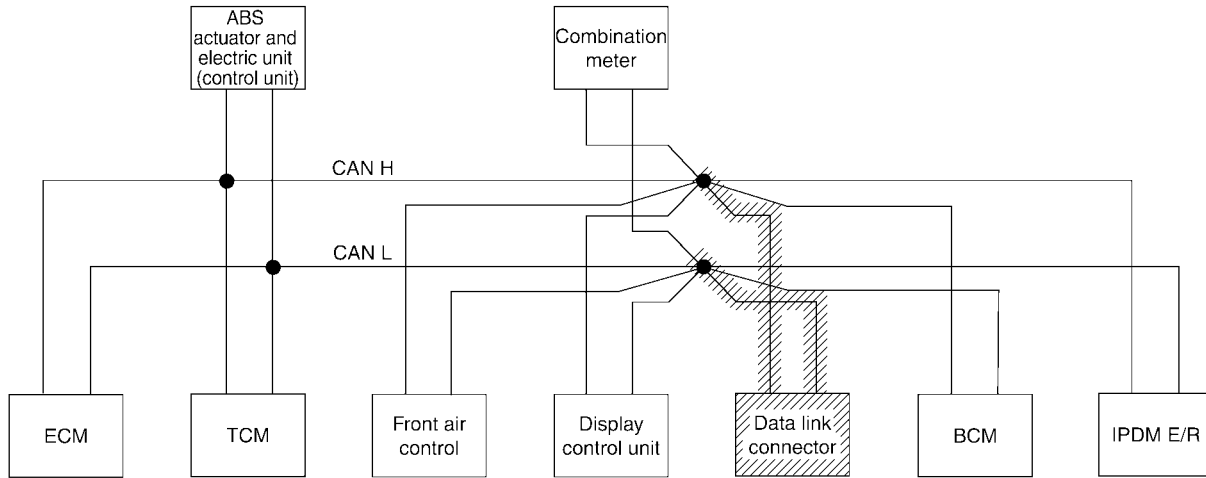 ABS
actuator and
electric unit
(control unit)
Combination
meter
CAN H
CAN L
ECM
TCM
Front air
control
Display
control unit
Data link
connector
BCM
IPDM E/R